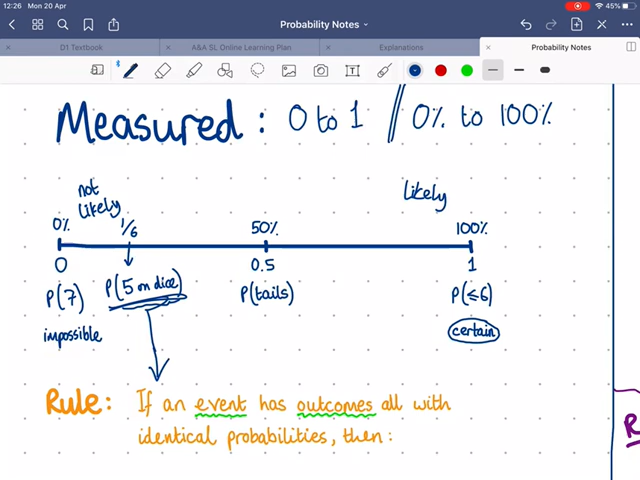 12:26 Mon 20 Apr
45%
Probability Notes
D1 Textbook
A&A SL Online Learning Plan
Explanations
Probability Notes
Measured: 0 to 1 // 0% to 100%
not likely
likely
0% 1/6 50% 100%
0 0.5 1
P(7) P(5 on dice) P(tails) P(≤6)
impossible certain
Rule: If an event has outcomes all with
identical probabilities, then:
R